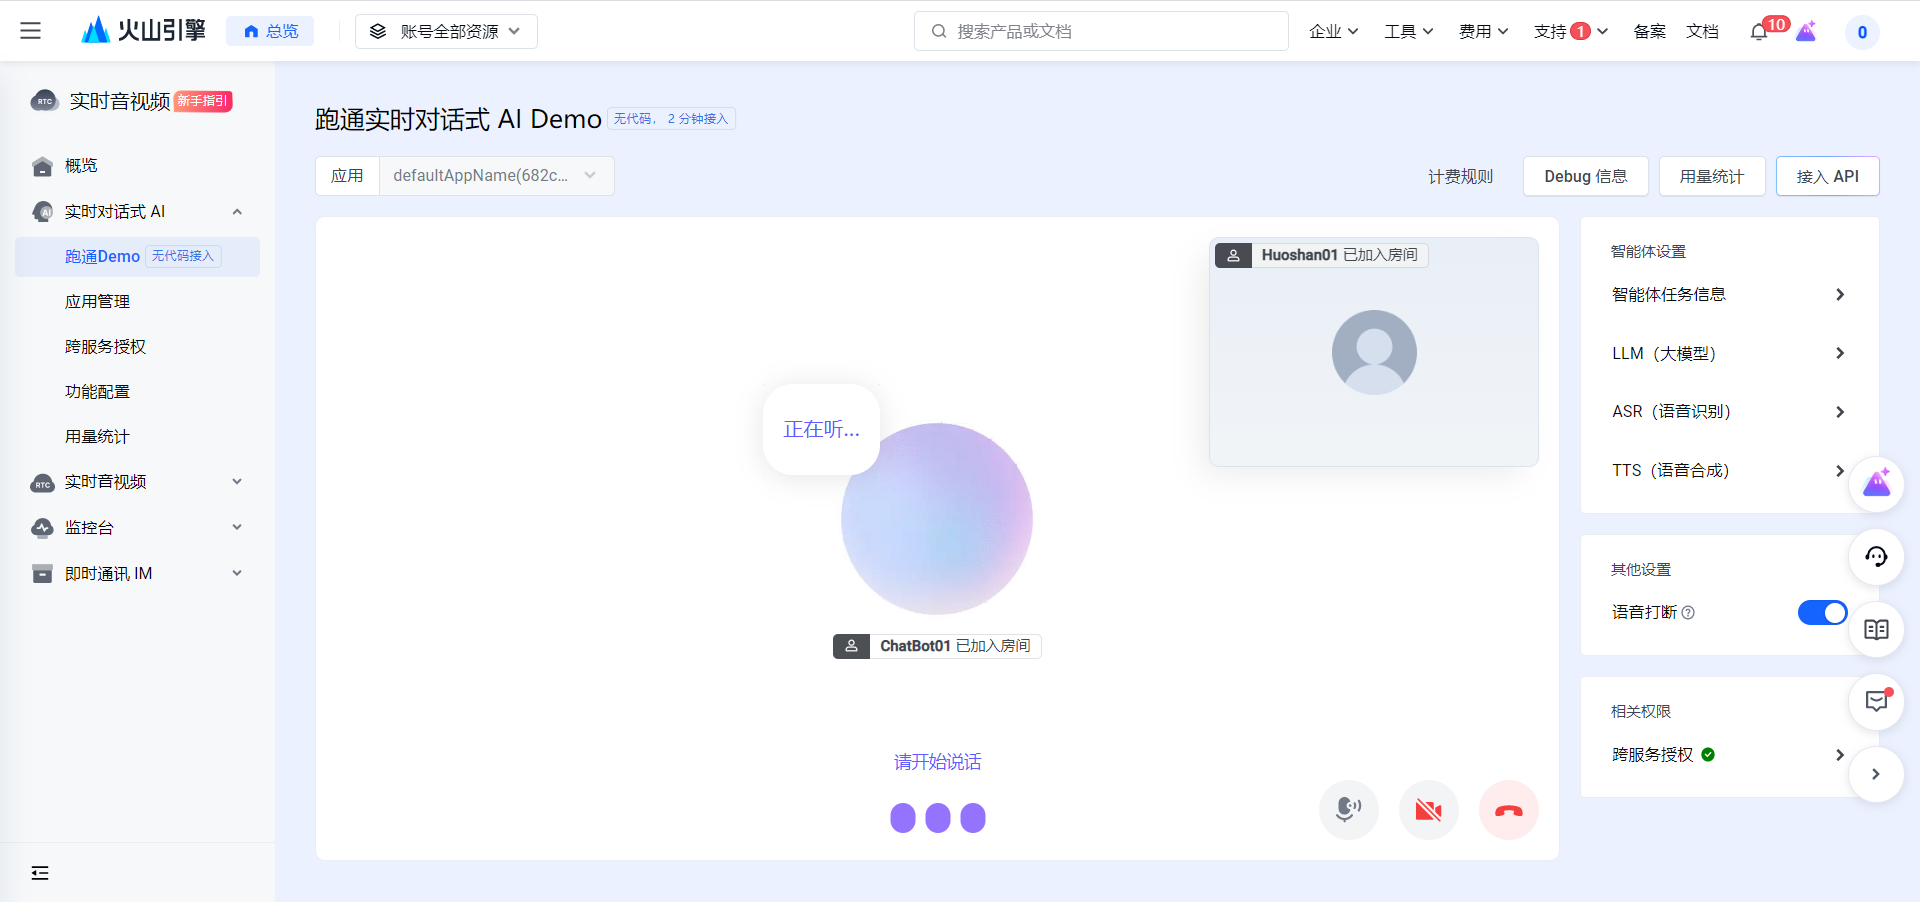 火山引擎
总览
账号全部资源
搜索产品或文档
企业
工具
费用
支持 1
备案
文档
10
0
RTC 实时音视频 新手指引
概览
AI 实时对话式 AI
跑通Demo 无代码接入
应用管理
跨服务授权
功能配置
用量统计
RTC 实时音视频
监控台
即时通讯 IM
跑通实时对话式 AI Demo 无代码， 2 分钟接入
应用 defaultAppName(682c...
计费规则
Debug 信息
用量统计
接入 API
Huoshan01 已加入房间
正在听...
ChatBot01 已加入房间
请开始说话
智能体设置
智能体任务信息
LLM（大模型）
ASR（语音识别）
TTS（语音合成）
其他设置
语音打断
相关权限
跨服务授权